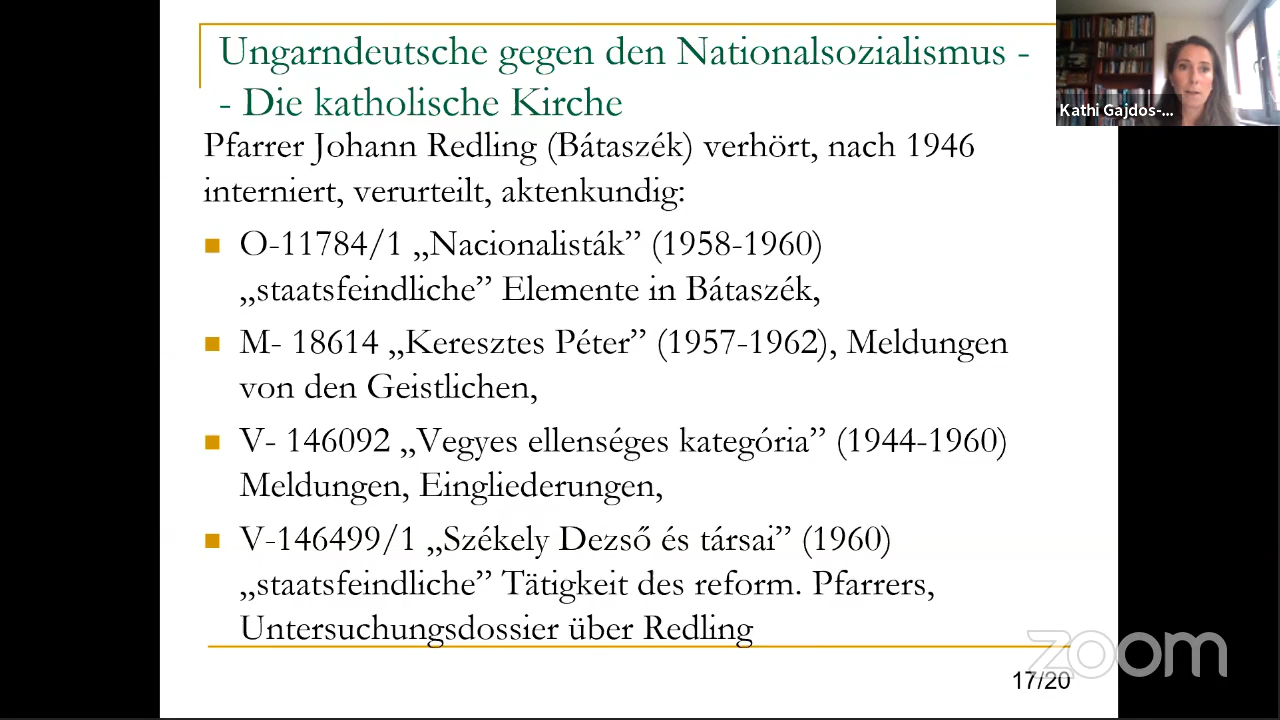 Ungarndeutsche gegen den Nationalsozialismus -
- Die katholische Kirche
Kathi Gajdos-...
Pfarrer Johann Redling (Bátaszék) verhört, nach 1946
interniert, verurteilt, aktenkundig:
O-11784/1 „Nacionalisták” (1958-1960)
„staatsfeindliche” Elemente in Bátaszék,
M- 18614 „Keresztes Péter” (1957-1962), Meldungen
von den Geistlichen,
V- 146092 „Vegyes ellenséges kategória” (1944-1960)
Meldungen, Eingliederungen,
V-146499/1 „Székely Dezső és társai” (1960)
„staatsfeindliche” Tätigkeit des reform. Pfarrers,
Untersuchungsdossier über Redling
zoom
17/20